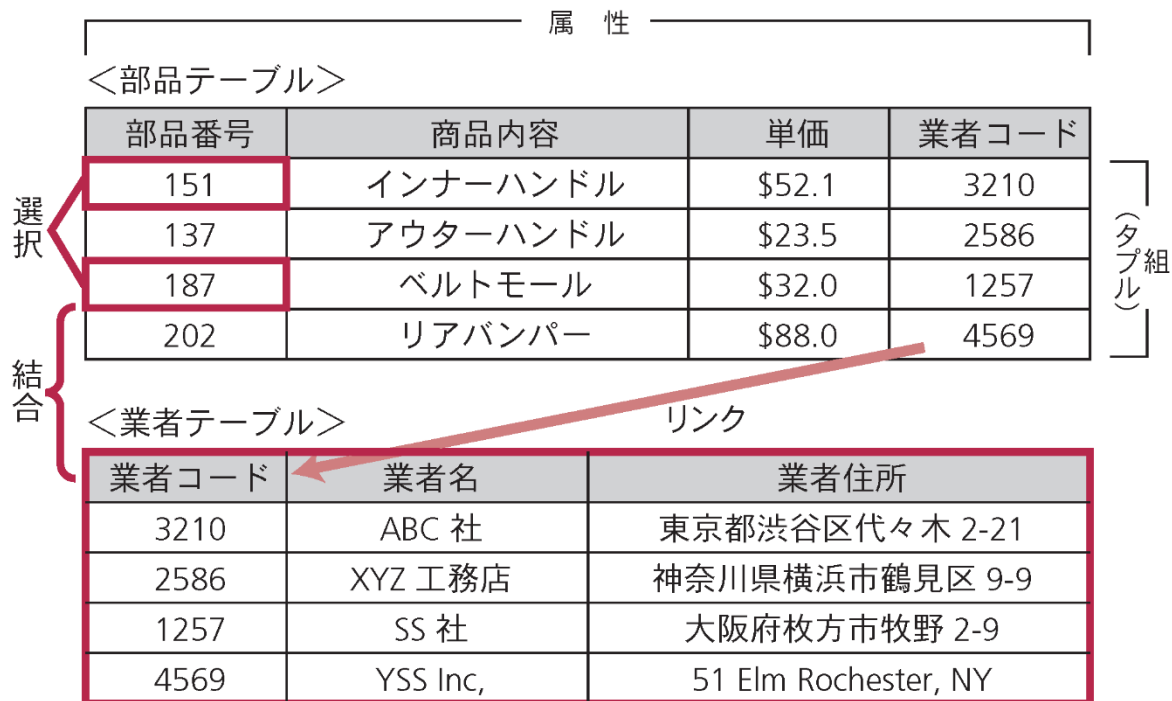 属 性
＜部品テーブル＞
部品番号 商品内容 単価 業者コード
151 インナーハンドル $52.1 3210
137 アウターハンドル $23.5 2586
187 ベルトモール $32.0 1257
202 リアバンパー $88.0 4569
選択
組（タプル）
結合
リンク
＜業者テーブル＞
業者コード 業者名 業者住所
3210 ABC 社 東京都渋谷区代々木 2-21
2586 XYZ 工務店 神奈川県横浜市鶴見区 9-9
1257 SS 社 大阪府枚方市牧野 2-9
4569 YSS Inc, 51 Elm Rochester, NY